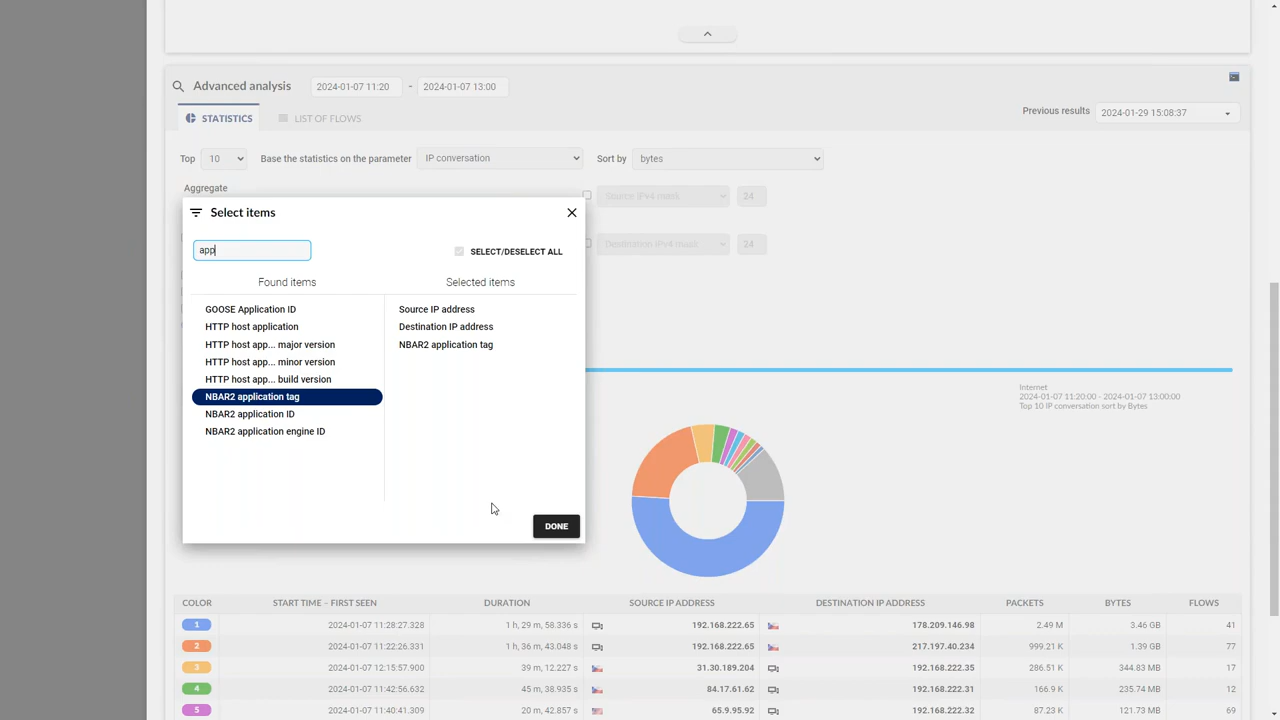 Advanced analysis 2024-01-07 11:20 - 2024-01-07 13:00
STATISTICS LIST OF FLOWS Previous results 2024-01-29 15:08:37
Top 10 Base the statistics on the parameter IP conversation Sort by bytes
Aggregate
Source IPv4 mask 24
Destination IPv4 mask 24
Select items
app
SELECT/DESELECT ALL
Found items Selected items
GOOSE Application ID Source IP address
HTTP host application Destination IP address
HTTP host app... major version NBAR2 application tag
HTTP host app... minor version
HTTP host app... build version
NBAR2 application tag
NBAR2 application ID
NBAR2 application engine ID
DONE
Internet
2024-01-07 11:20:00 - 2024-01-07 13:00:00
Top 10 IP conversation sort by Bytes
COLOR START TIME – FIRST SEEN DURATION SOURCE IP ADDRESS DESTINATION IP ADDRESS PACKETS BYTES FLOWS
1 2024-01-07 11:28:27.328 1 h, 29 m, 58.336 s 192.168.222.65 178.209.146.98 2.49 M 3.46 GB 41
2 2024-01-07 11:22:26.331 1 h, 36 m, 43.048 s 192.168.222.65 217.197.40.234 999.21 K 1.39 GB 77
3 2024-01-07 12:15:57.900 39 m, 12.227 s 31.30.189.204 192.168.222.35 286.51 K 344.83 MB 17
4 2024-01-07 11:42:56.632 45 m, 38.935 s 84.17.61.62 192.168.222.31 166.9 K 235.74 MB 12
5 2024-01-07 11:40:41.309 20 m, 42.857 s 65.9.95.92 192.168.222.32 87.23 K 121.73 MB 69